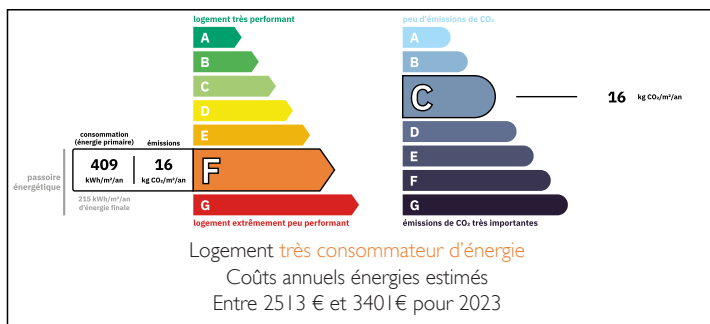 logement très performant
A
B
C
D
E
consommation
(énergie primaire)
émissions
409
kWh/m²/an
16
kg CO₂/m²/an
F
passoire
énergétique
215 kWh/m²/an
d'énergie finale
G
logement extrêmement peu performant
peu d'émissions de CO₂
A
B
C
16 kg CO₂/m²/an
D
E
F
G
émissions de CO₂ très importantes
Logement très consommateur d'énergie
Coûts annuels énergies estimés
Entre 2513 € et 3401€ pour 2023